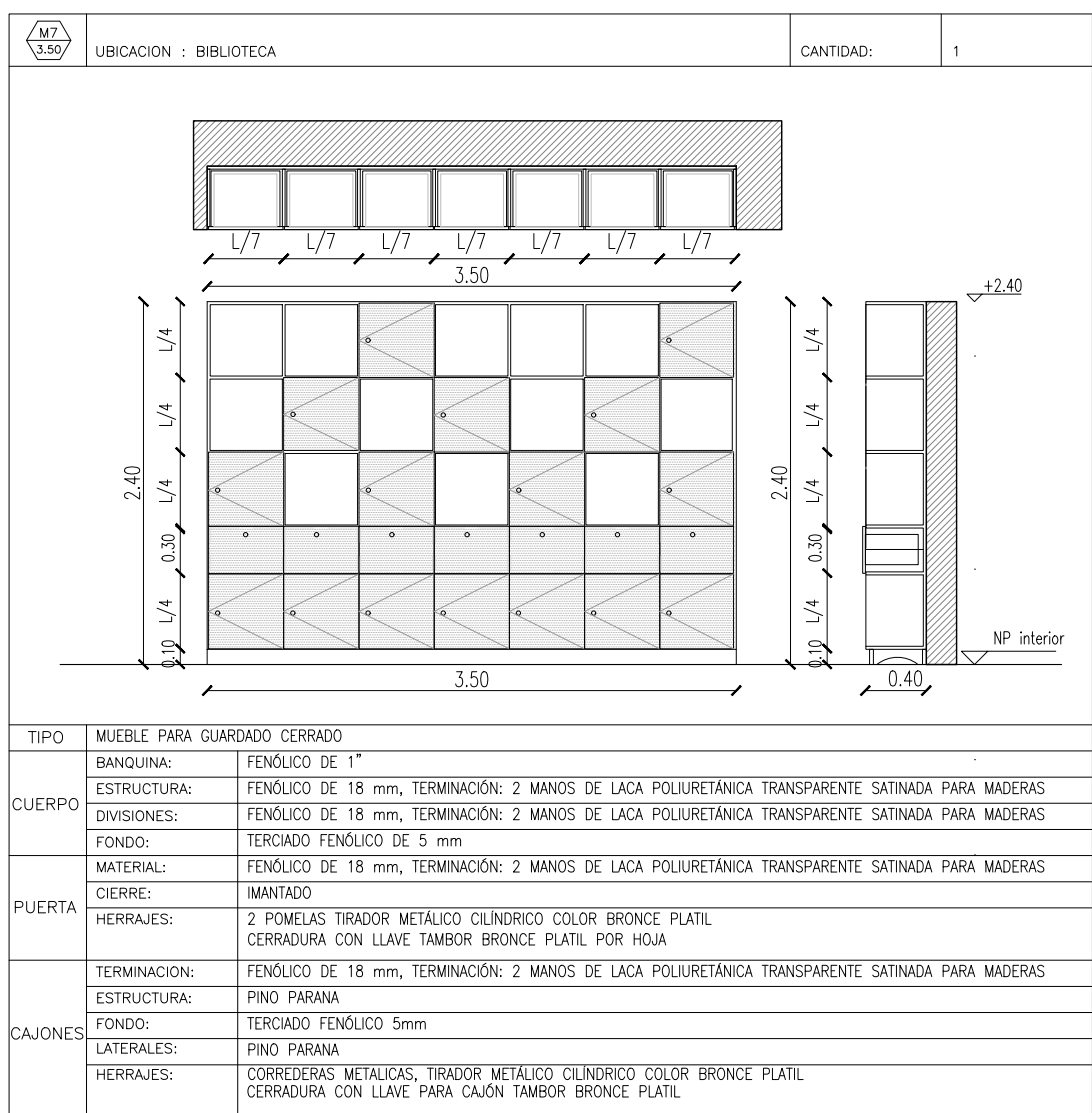 M7
3.50
UBICACION : BIBLIOTECA
CANTIDAD:
1
L/7 L/7 L/7 L/7 L/7 L/7 L/7
3.50
+2.40
L/4
L/4
L/4
0.30
L/4
0.10
2.40
L/4
L/4
L/4
0.30
L/4
0.10
2.40
NP interior
3.50
0.40
TIPO MUEBLE PARA GUARDADO CERRADO
CUERPO
BANQUINA: FENÓLICO DE 1"
ESTRUCTURA: FENÓLICO DE 18 mm, TERMINACIÓN: 2 MANOS DE LACA POLIURETÁNICA TRANSPARENTE SATINADA PARA MADERAS
DIVISIONES: FENÓLICO DE 18 mm, TERMINACIÓN: 2 MANOS DE LACA POLIURETÁNICA TRANSPARENTE SATINADA PARA MADERAS
FONDO: TERCIADO FENÓLICO DE 5 mm
PUERTA
MATERIAL: FENÓLICO DE 18 mm, TERMINACIÓN: 2 MANOS DE LACA POLIURETÁNICA TRANSPARENTE SATINADA PARA MADERAS
CIERRE: IMANTADO
HERRAJES: 2 POMELAS TIRADOR METÁLICO CILÍNDRICO COLOR BRONCE PLATIL
CERRADURA CON LLAVE TAMBOR BRONCE PLATIL POR HOJA
CAJONES
TERMINACION: FENÓLICO DE 18 mm, TERMINACIÓN: 2 MANOS DE LACA POLIURETÁNICA TRANSPARENTE SATINADA PARA MADERAS
ESTRUCTURA: PINO PARANA
FONDO: TERCIADO FENÓLICO 5mm
LATERALES: PINO PARANA
HERRAJES: CORREDERAS METALICAS, TIRADOR METÁLICO CILÍNDRICO COLOR BRONCE PLATIL
CERRADURA CON LLAVE PARA CAJÓN TAMBOR BRONCE PLATIL